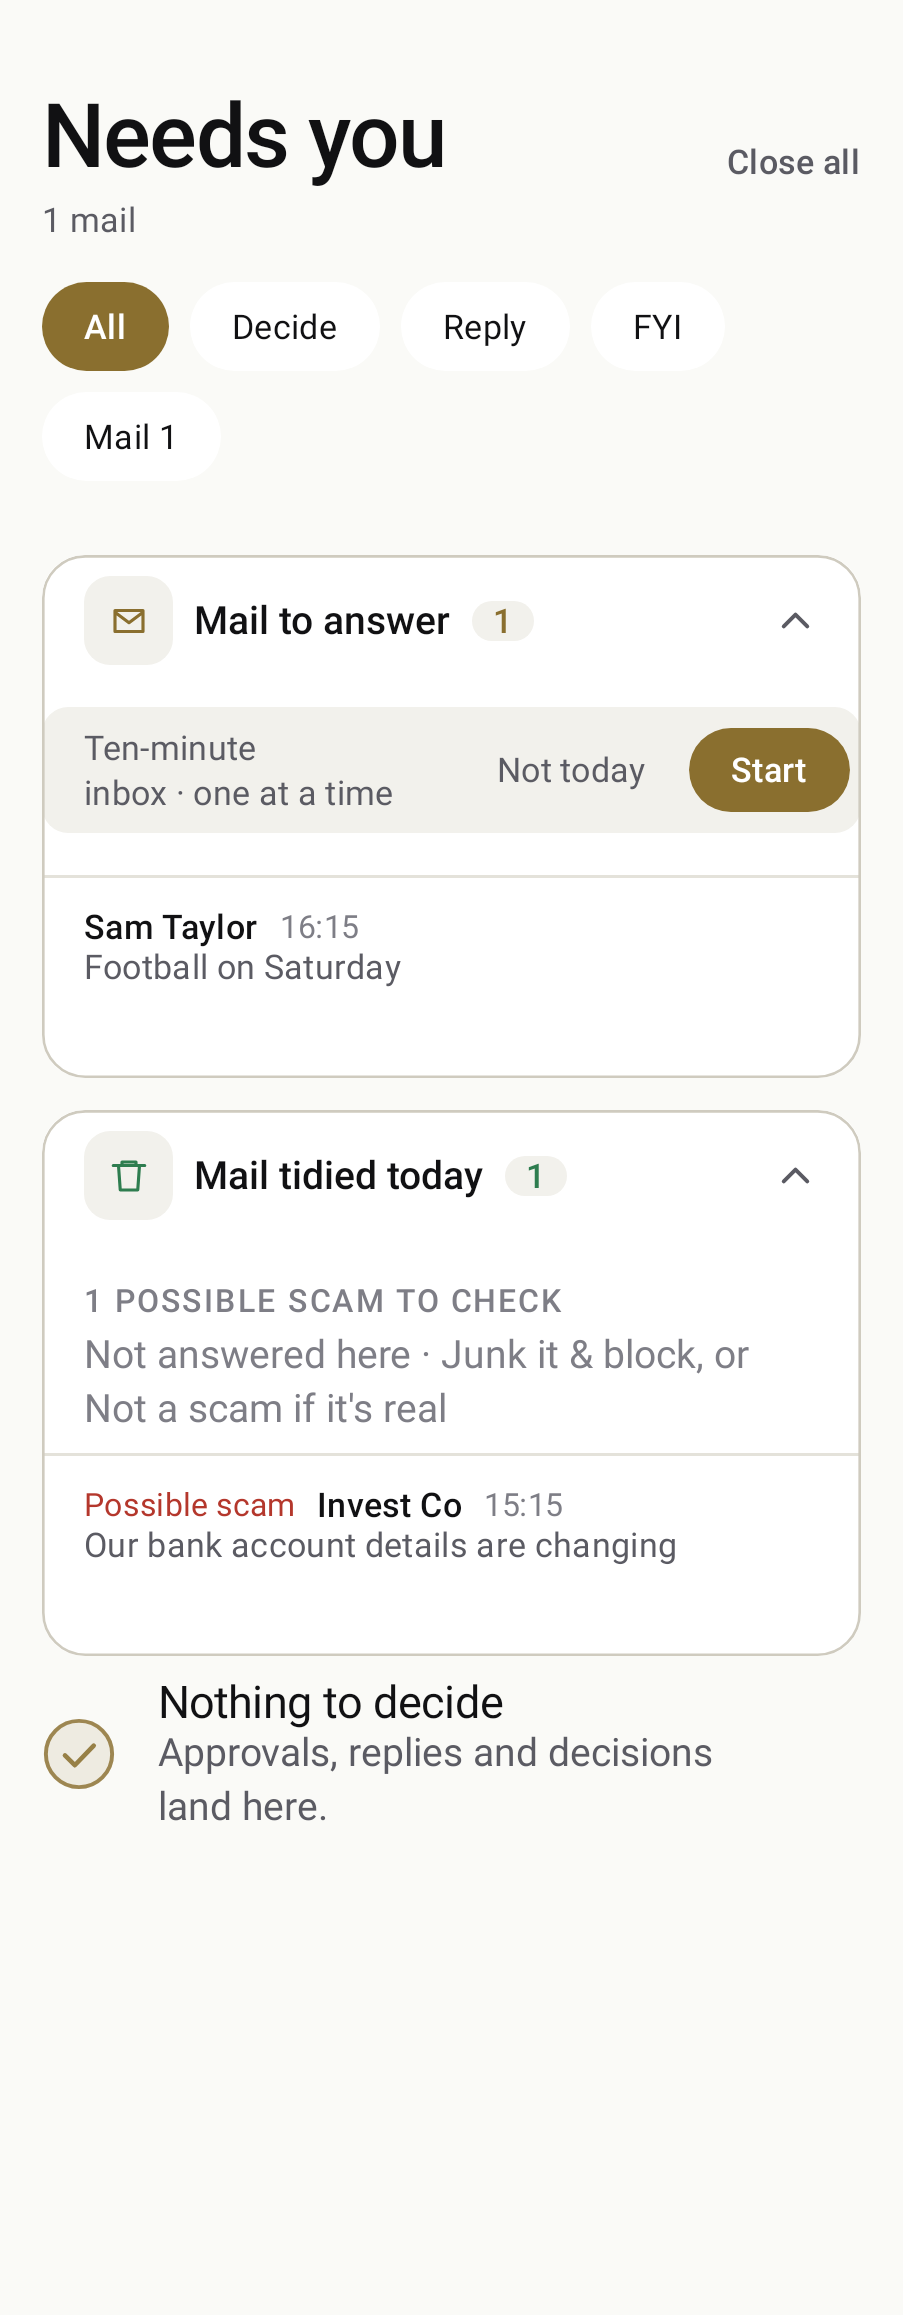 Needs you
Close all
1 mail
All
Decide
Reply
FYI
Mail 1
Mail to answer 1
Ten-minute
inbox · one at a time
Not today
Start
Sam Taylor 16:15
Football on Saturday
Mail tidied today 1
1 POSSIBLE SCAM TO CHECK
Not answered here · Junk it & block, or
Not a scam if it's real
Possible scam Invest Co 15:15
Our bank account details are changing
Nothing to decide
Approvals, replies and decisions
land here.